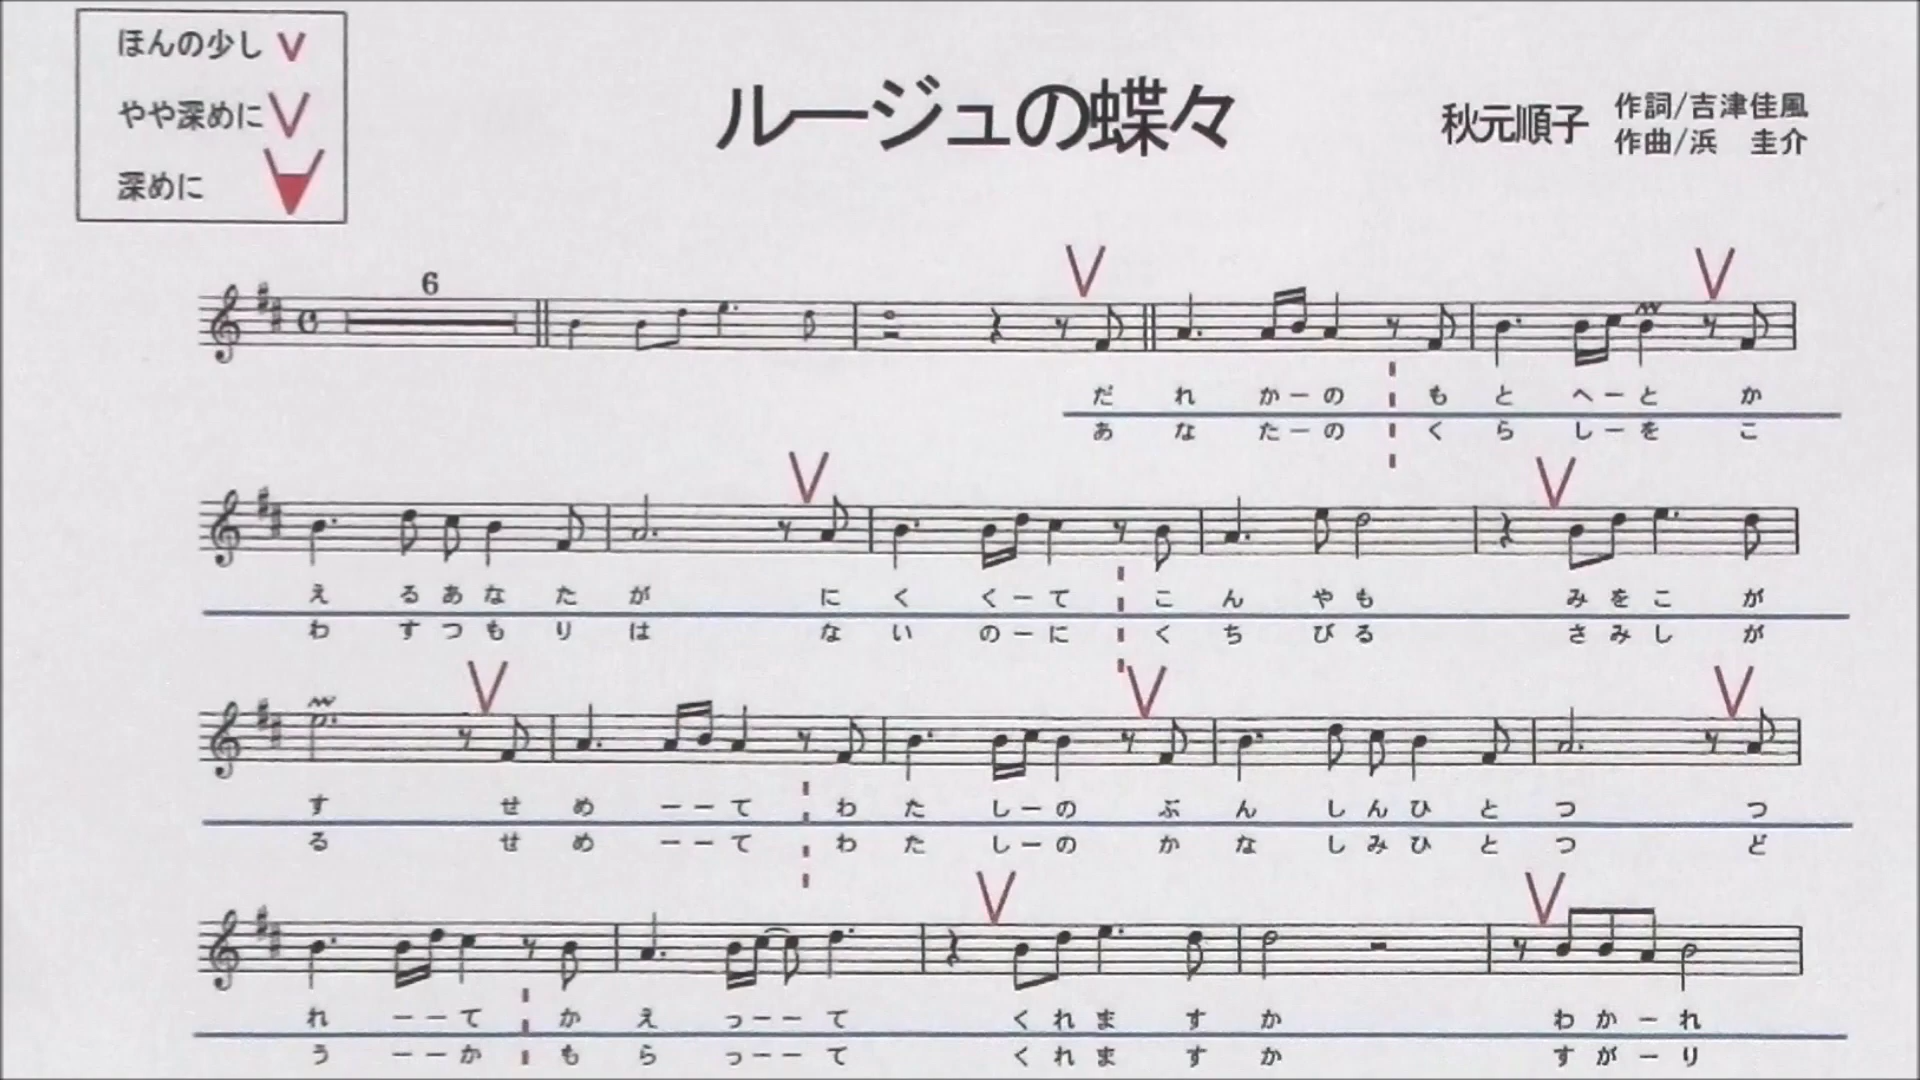 ほんの少し V
やや深めに V
深めに
ルージュの蝶々
秋元順子
作詞/吉津佳風
作曲/浜 圭介
6
だ れ か ー の も と へ ー と か
あ な た ー の く ら し ー を こ
え る あ な た が に く く ー て こ ん や も み を こ が
わ す つ も り は な い の ー に く ち び る さ み し が
す せ め ー ー て わ た し ー の ぶ ん し ん ひ と つ つ
る せ め ー ー て わ た し ー の か な し み ひ と つ ど
れ ー ー て か え っ ー ー て く れ ま す か わ か ー れ
う ー ー か も ら っ ー ー て く れ ま す か す が ー り